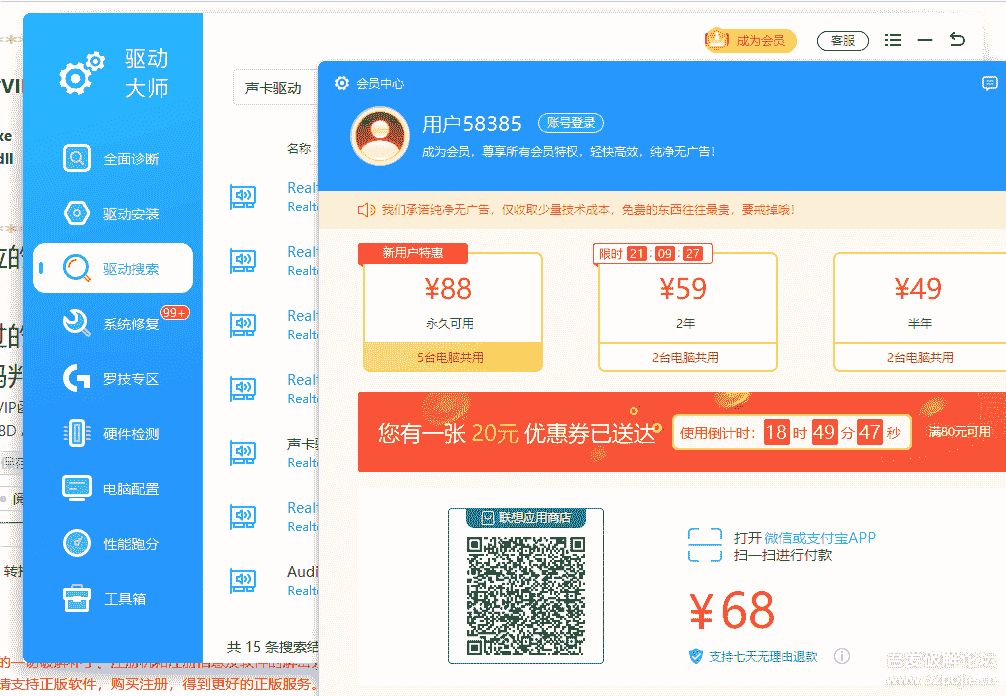 驱动
大师
全面诊断
驱动安装
驱动搜索
系统修复
99+
罗技专区
硬件检测
电脑配置
性能跑分
工具箱
成为会员
客服
声卡驱动
名称
Realt
Realte
Realt
Realte
Realt
Realte
Realt
Realte
声卡
Realte
Realt
Realte
Audi
Realte
共 15 条搜索结
会员中心
用户58385
账号登录
成为会员，尊享所有会员特权，轻快高效，纯净无广告！
我们承诺纯净无广告，仅收取少量技术成本，免费的东西往往最贵，要戒掉哦！
新用户特惠
¥88
永久可用
5台电脑共用
限时 21 : 09 : 27
¥59
2年
2台电脑共用
¥49
半年
2台电脑共用
您有一张 20元 优惠券已送达
使用倒计时： 18 时 49 分 47 秒
满80元可用
联想应用商店
打开 微信或支付宝APP
扫一扫进行付款
¥68
支持七天无理由退款
请支持正版软件，购买注册，得到更好的正版服务。
吾爱破解论坛
www.52pojie.cn